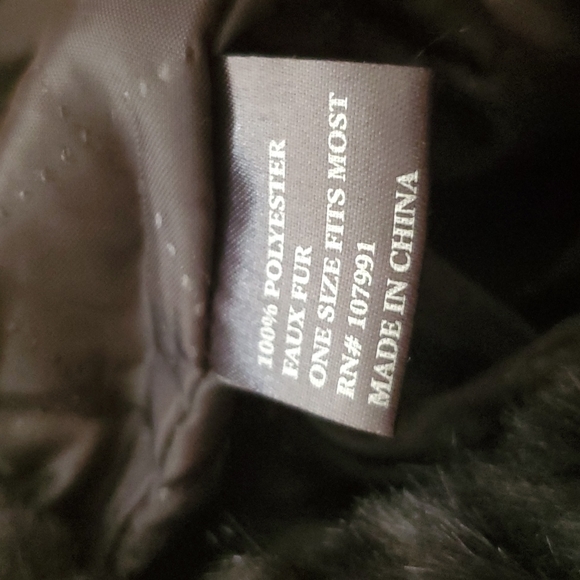 100% POLYESTER
FAUX FUR
ONE SIZE FITS MOST
RN# 107991
MADE IN CHINA